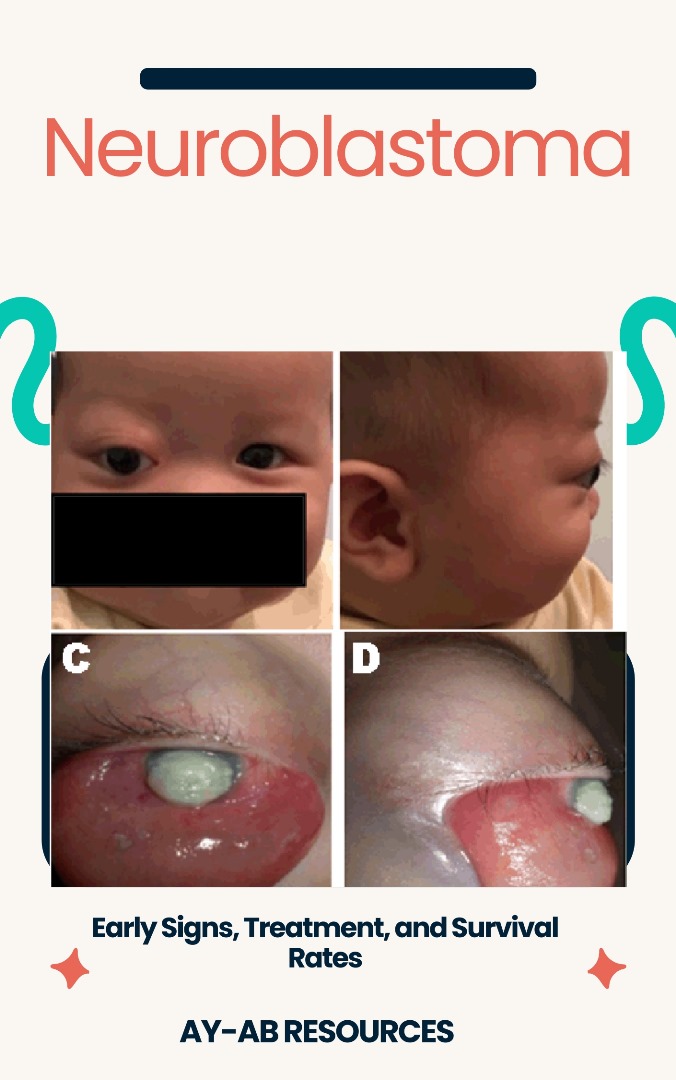 Neuroblastoma
C
D
Early Signs, Treatment, and Survival
Rates
AY-AB RESOURCES